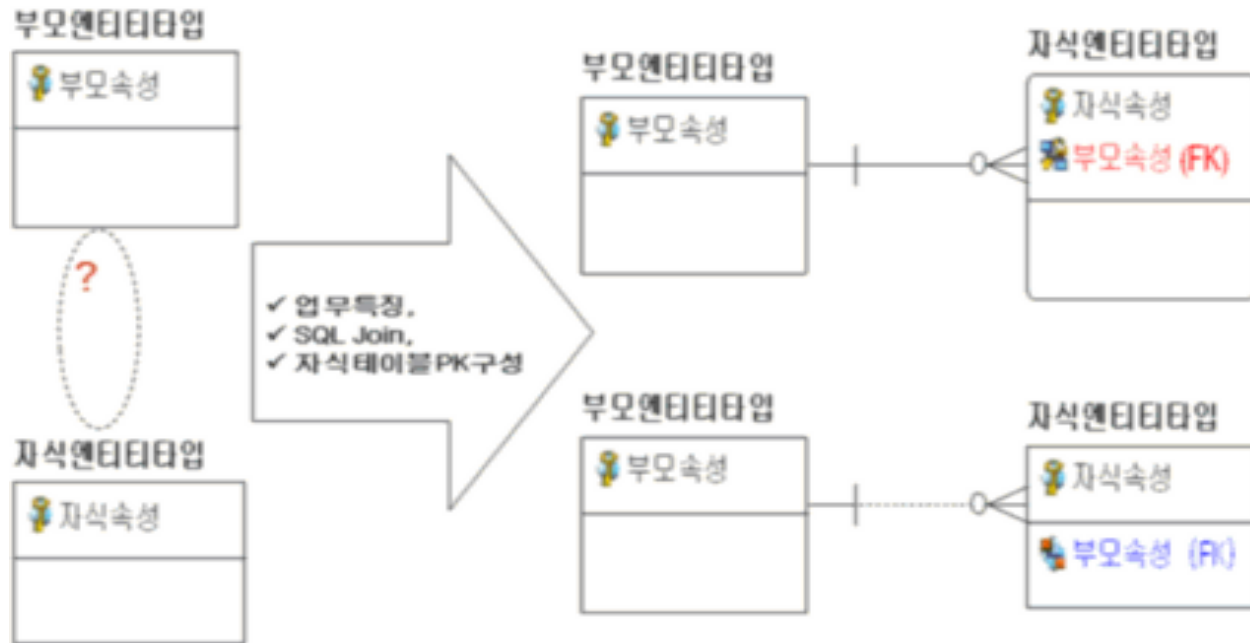 부모엔티티타입
부모속성
?
자식엔티티타입
자식속성
✓ 업무특징,
✓ SQL Join,
✓ 자식테이블PK구성
부모엔티티타입
부모속성
자식엔티티타입
자식속성
부모속성 (FK)
부모엔티티타입
부모속성
자식엔티티타입
자식속성
부모속성 (FK)